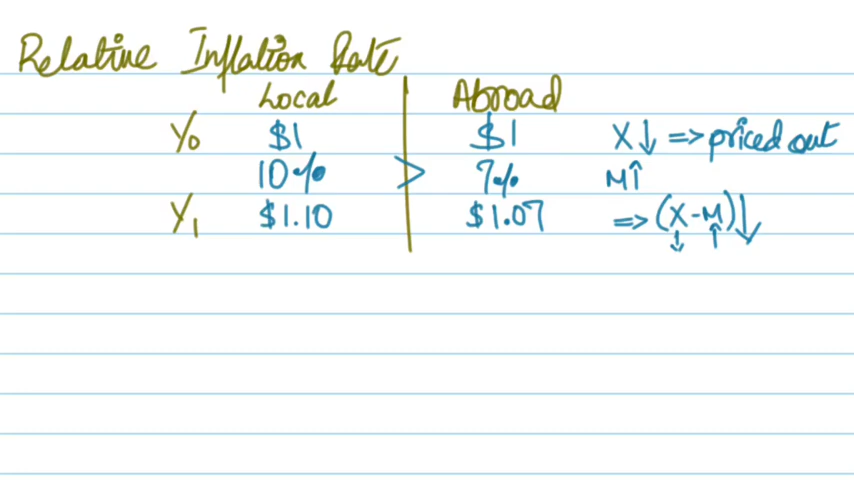 Relative Inflation Rate
Local Abroad
Y0 $1 $1 X↓ => priced out
10% > 7% M↑
Y1 $1.10 $1.07 => (X-M)↓
↓ ↑